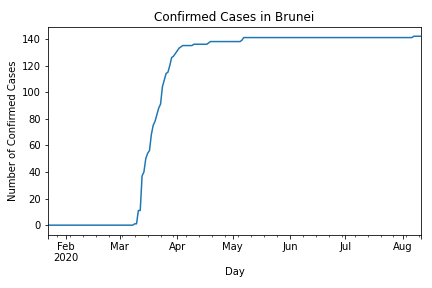 Confirmed Cases in Brunei
Number of Confirmed Cases
140
120
100
80
60
40
20
0
Feb Mar Apr May Jun Jul Aug
2020
Day